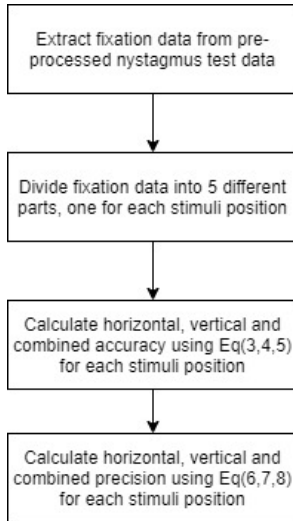 Extract fixation data from pre-
processed nystagmus test data
Divide fixation data into 5 different
parts, one for each stimuli position
Calculate horizontal, vertical and
combined accuracy using Eq(3,4,5)
for each stimuli position
Calculate horizontal, vertical and
combined precision using Eq(6,7,8)
for each stimuli position